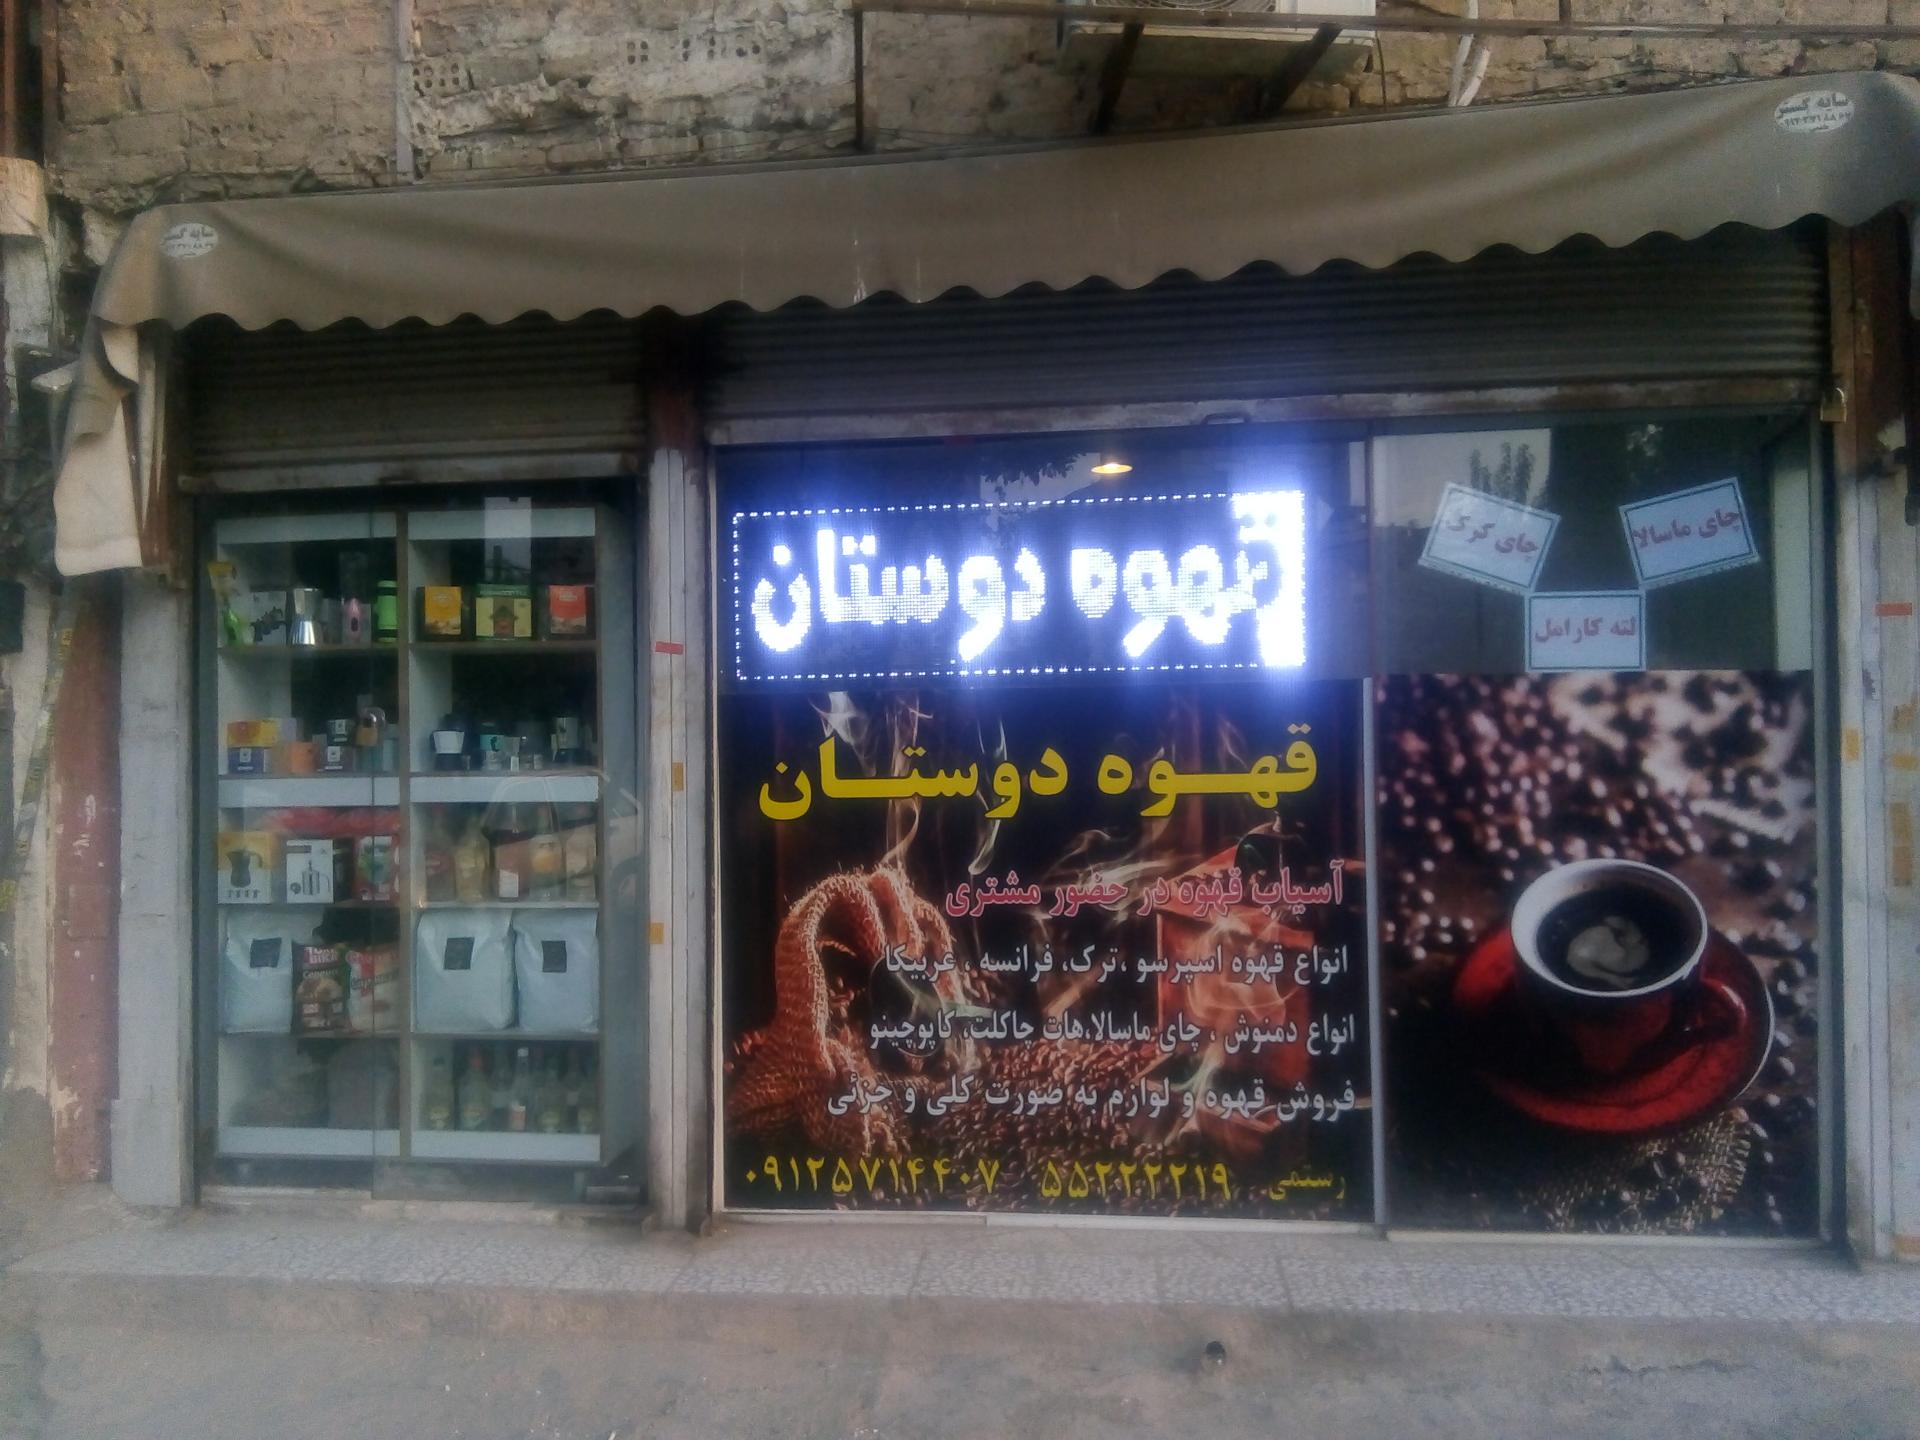 سایه گستر
قهوه دوستان
چای کرک
چای ماسالا
لته کارامل
قهوه دوستان
آسیاب قهوه در حضور مشتری
انواع قهوه اسپرسو ،ترک، فرانسه ، عربیکا
انواع دمنوش ، چای ماسالا،هات چاکلت، کاپوچینو
فروش قهوه و لوازم به صورت کلی و جزئی
رستمی ۵۵۲۲۲۲۱۹ ۰۹۱۲۵۷۱۴۴۰۷